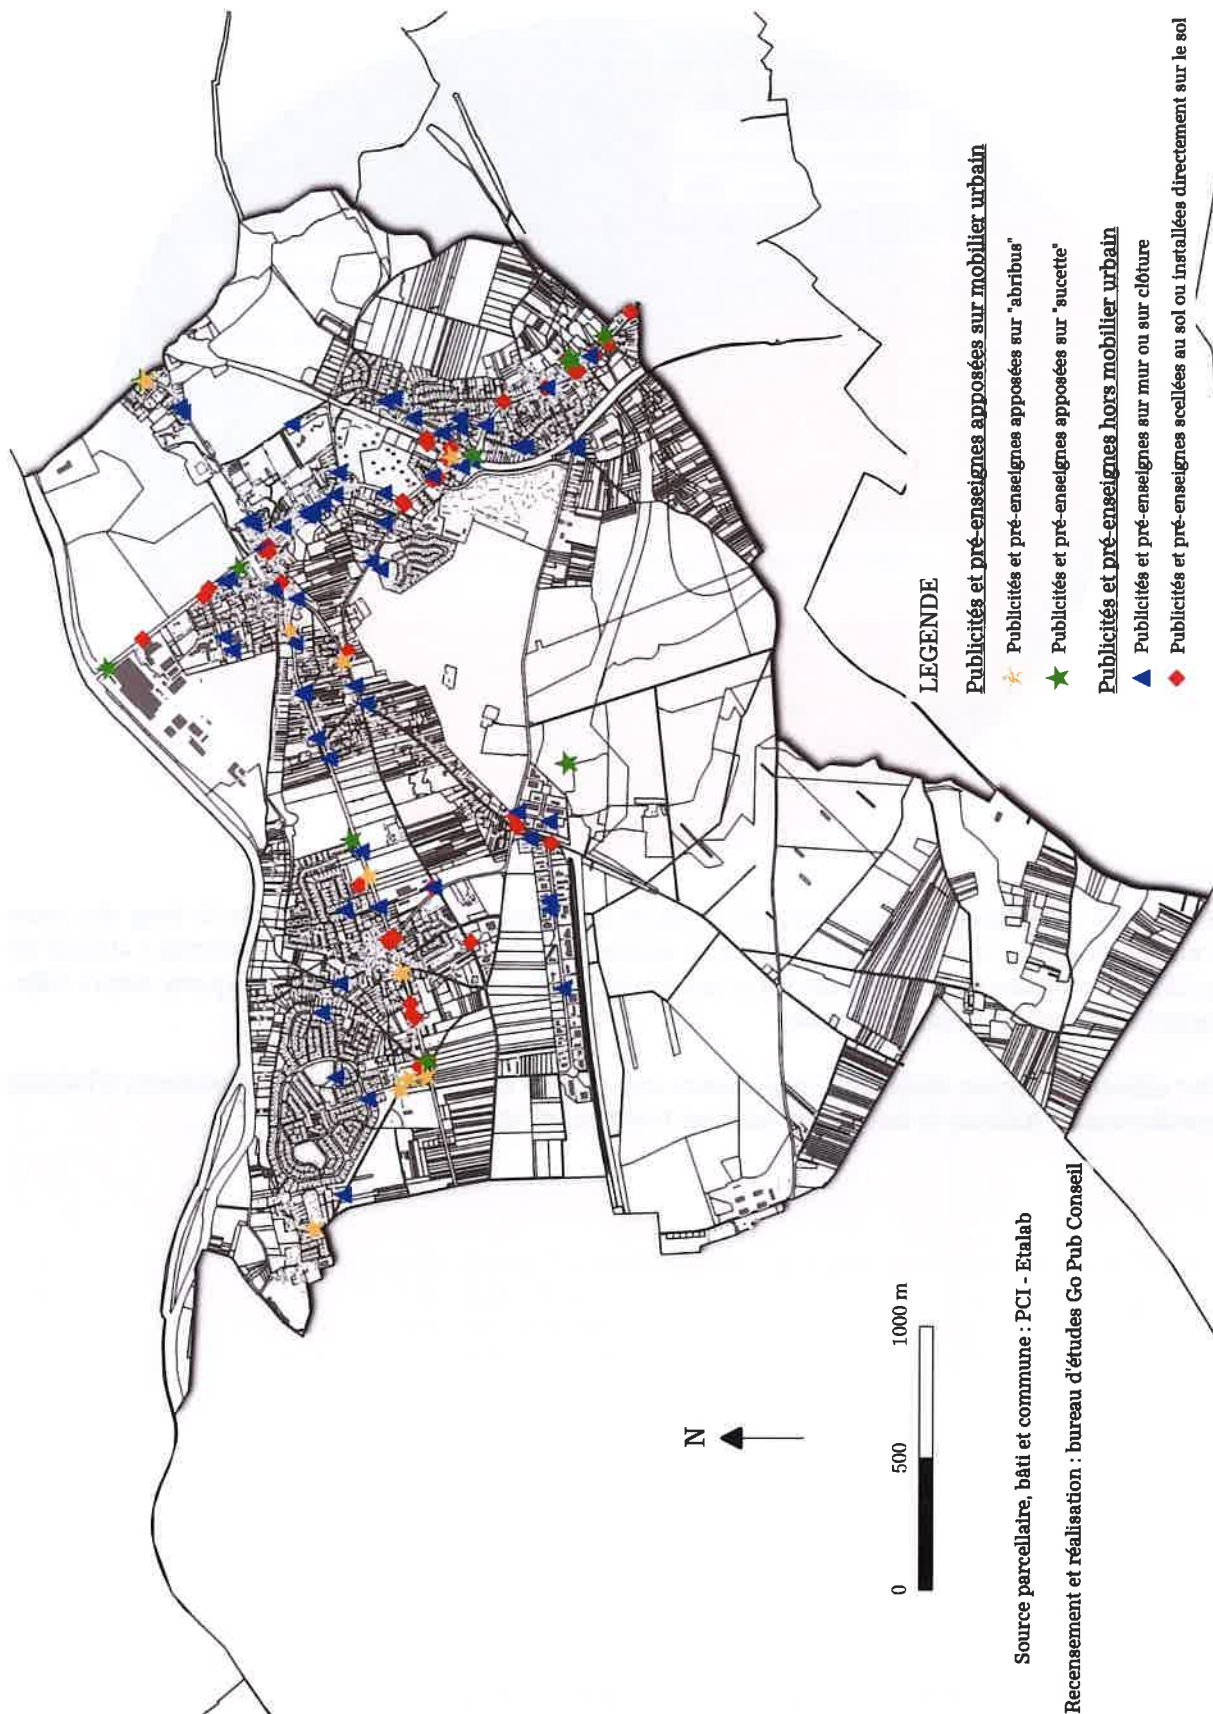 N
0 500 1000 m
Source parcellaire, bâti et commune : PCI - Etalab
Recensement et réalisation : bureau d'études Go Pub Conseil
LEGENDE
Publicités et pré-enseignes apposées sur mobilier urbain
Publicités et pré-enseignes apposées sur "abribus"
Publicités et pré-enseignes apposées sur "sucette"
Publicités et pré-enseignes hors mobilier urbain
Publicités et pré-enseignes sur mur ou sur clôture
Publicités et pré-enseignes scellées au sol ou installées directement sur le sol